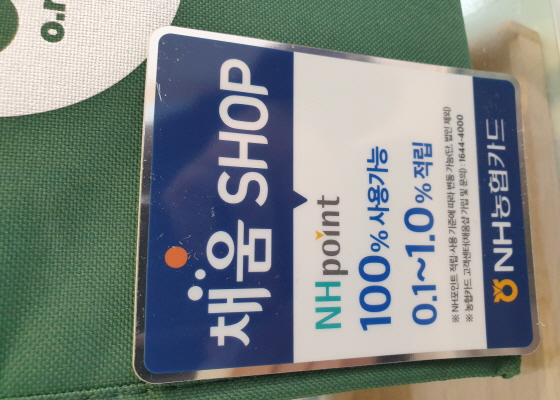 o.r
채움 SHOP
NHpoint
100% 사용가능
0.1~1.0% 적립
※ NH포인트 적립 사용 기준에 따라 변동 가능(단, 법인 제외)
※ 농협카드 고객센터(채움샵 가입 및 문의) : 1644-4000
NH농협카드